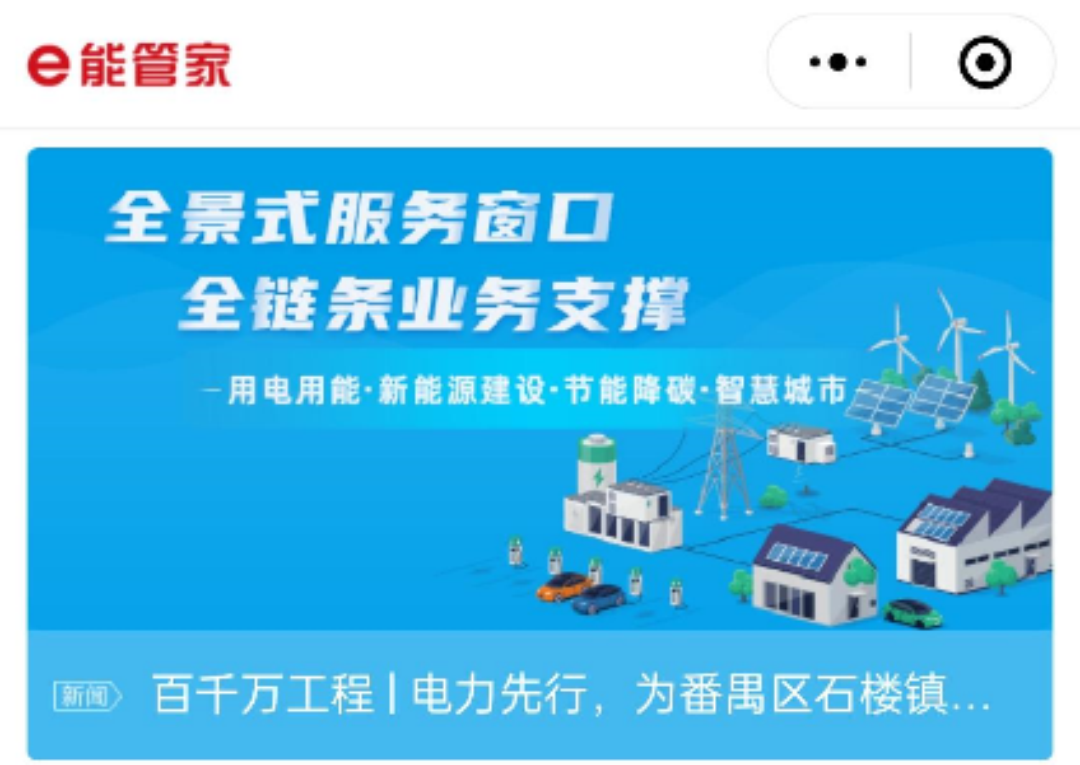 e能管家
全景式服务窗口
全链条业务支撑
—用电用能·新能源建设·节能降碳·智慧城市—
新闻 百千万工程 | 电力先行，为番禺区石楼镇...